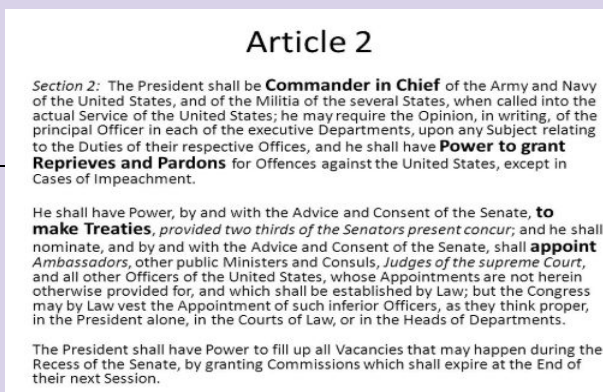 Article 2
Section 2: The President shall be Commander in Chief of the Army and Navy
of the United States, and of the Militia of the several States, when called into the
actual Service of the United States; he may require the Opinion, in writing, of the
principal Officer in each of the executive Departments, upon any Subject relating
to the Duties of their respective Offices, and he shall have Power to grant
Reprieves and Pardons for Offences against the United States, except in
Cases of Impeachment.
He shall have Power, by and with the Advice and Consent of the Senate, to
make Treaties, provided two thirds of the Senators present concur; and he shall
nominate, and by and with the Advice and Consent of the Senate, shall appoint
Ambassadors, other public Ministers and Consuls, Judges of the supreme Court,
and all other Officers of the United States, whose Appointments are not herein
otherwise provided for, and which shall be established by Law; but the Congress
may by Law vest the Appointment of such inferior Officers, as they think proper,
in the President alone, in the Courts of Law, or in the Heads of Departments.
The President shall have Power to fill up all Vacancies that may happen during the
Recess of the Senate, by granting Commissions which shall expire at the End of
their next Session.